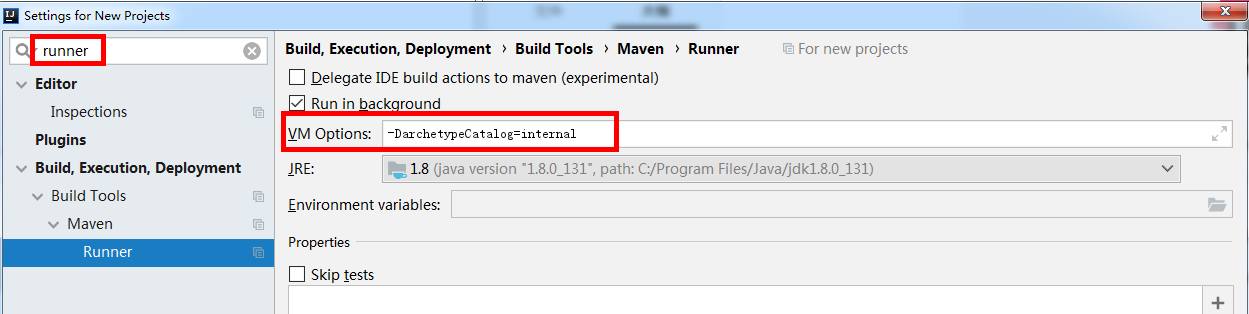 Settings for New Projects
runner
Build, Execution, Deployment › Build Tools › Maven › Runner For new projects
Editor
Inspections
Plugins
Build, Execution, Deployment
Build Tools
Maven
Runner
Delegate IDE build actions to maven (experimental)
Run in background
VM Options: -DarchetypeCatalog=internal
JRE: 1.8 (java version "1.8.0_131", path: C:/Program Files/Java/jdk1.8.0_131)
Environment variables:
Properties
Skip tests